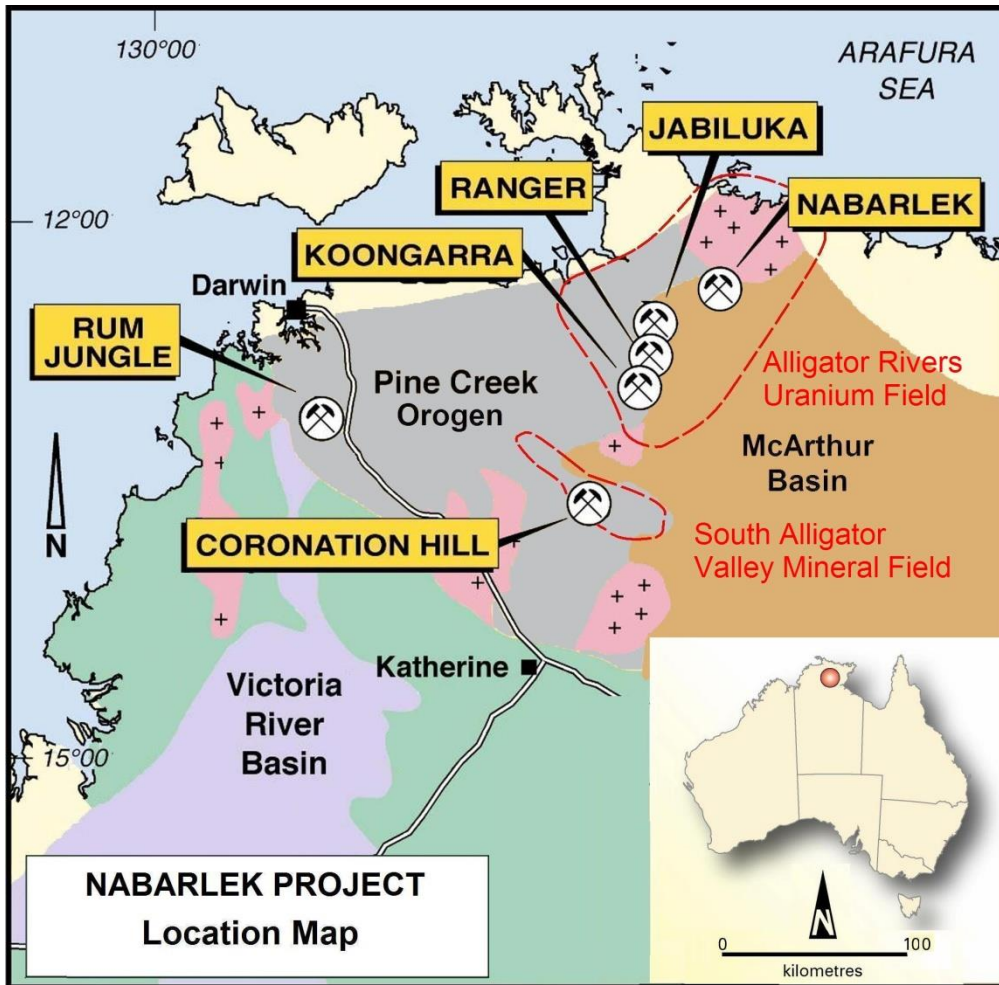 130°00'
ARAFURA
SEA
JABILUKA
RANGER
NABARLEK
12°00'
KOONGARRA
Darwin
RUM
JUNGLE
Pine Creek
Orogen
Alligator Rivers
Uranium Field
McArthur
Basin
N
CORONATION HILL
South Alligator
Valley Mineral Field
Katherine
Victoria
River
Basin
15°00'
NABARLEK PROJECT
Location Map
N
0
100
kilometres